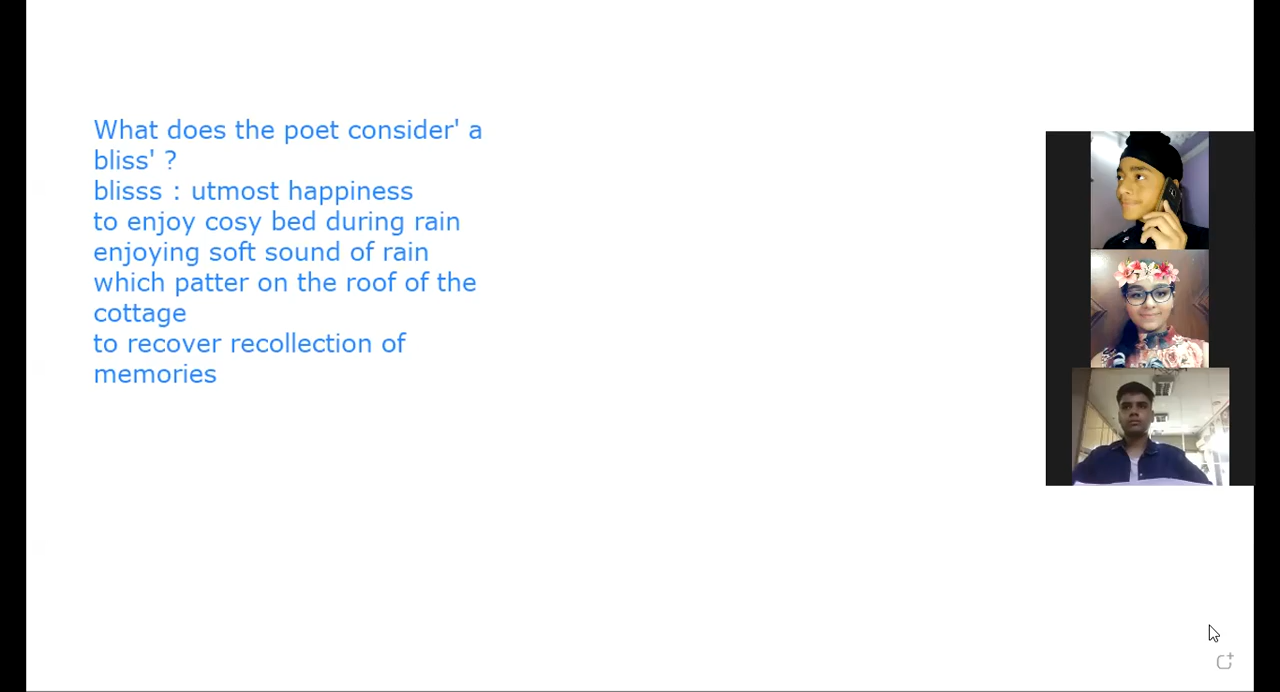 What does the poet consider' a
bliss' ?
blisss : utmost happiness
to enjoy cosy bed during rain
enjoying soft sound of rain
which patter on the roof of the
cottage
to recover recollection of
memories